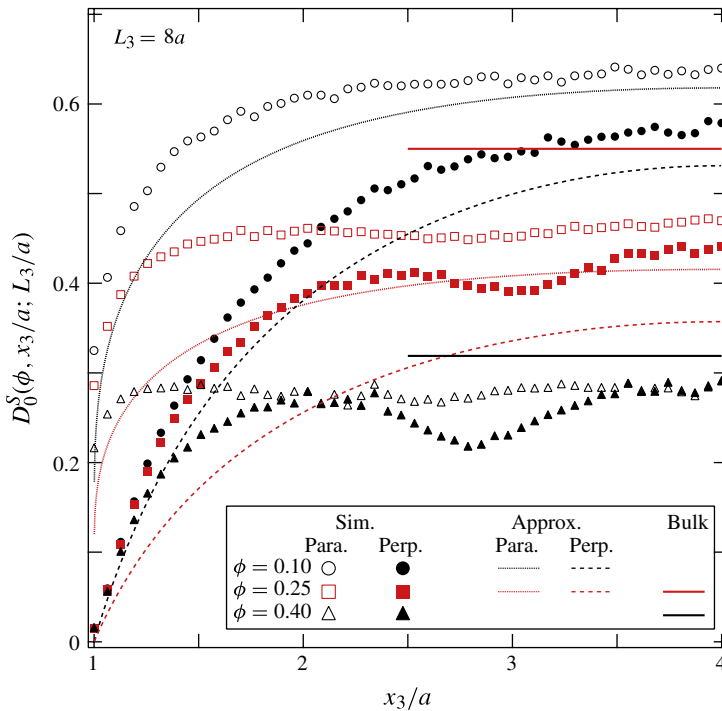 L₃ = 8a
0.6
0.4
0.2
0
D₀ˢ(ϕ, x₃/a; L₃/a)
1
2
3
4
x₃/a
Sim. Approx. Bulk
Para. Perp. Para. Perp.
ϕ = 0.10
ϕ = 0.25
ϕ = 0.40